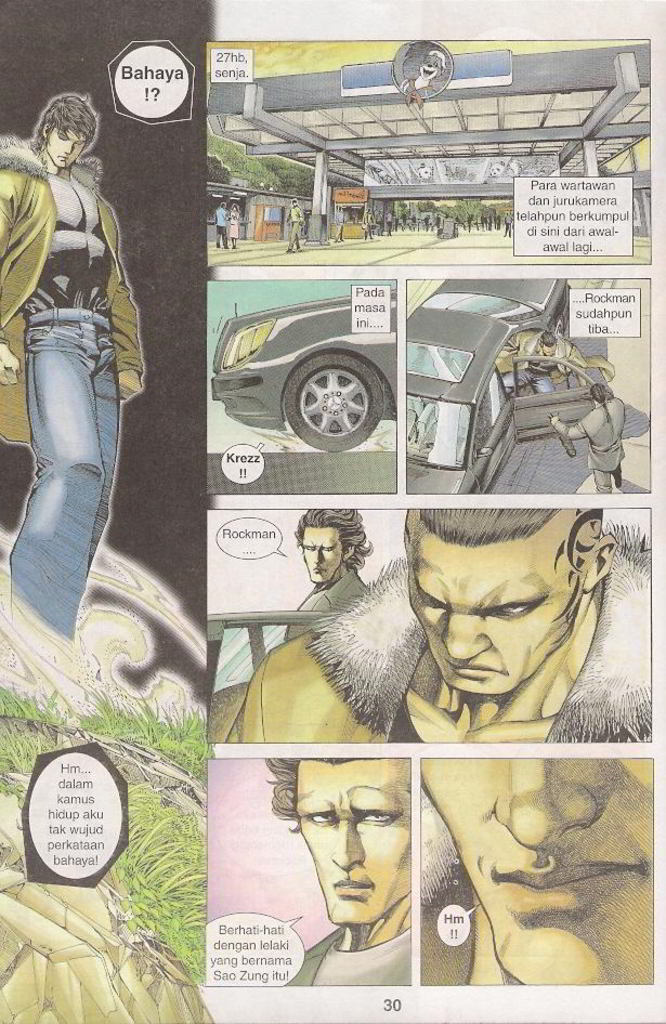 Bahaya
!?
Hm...
dalam
kamus
hidup aku
tak wujud
perkataan
bahaya!
27hb,
senja.
Para wartawan
dan jurukamera
telahpun berkumpul
di sini dari awal-
awal lagi...
Pada
masa
ini....
Krezz
!!
....Rockman
sudahpun
tiba...
Rockman
....
Berhati-hati
dengan lelaki
yang bernama
Sao Zung itu!
Hm
!!
30